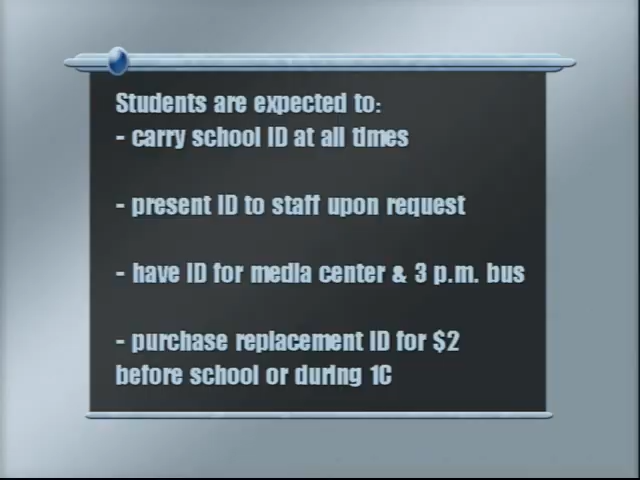 Students are expected to:
- carry school ID at all times
- present ID to staff upon request
- have ID for media center & 3 p.m. bus
- purchase replacement ID for $2
before school or during 1C